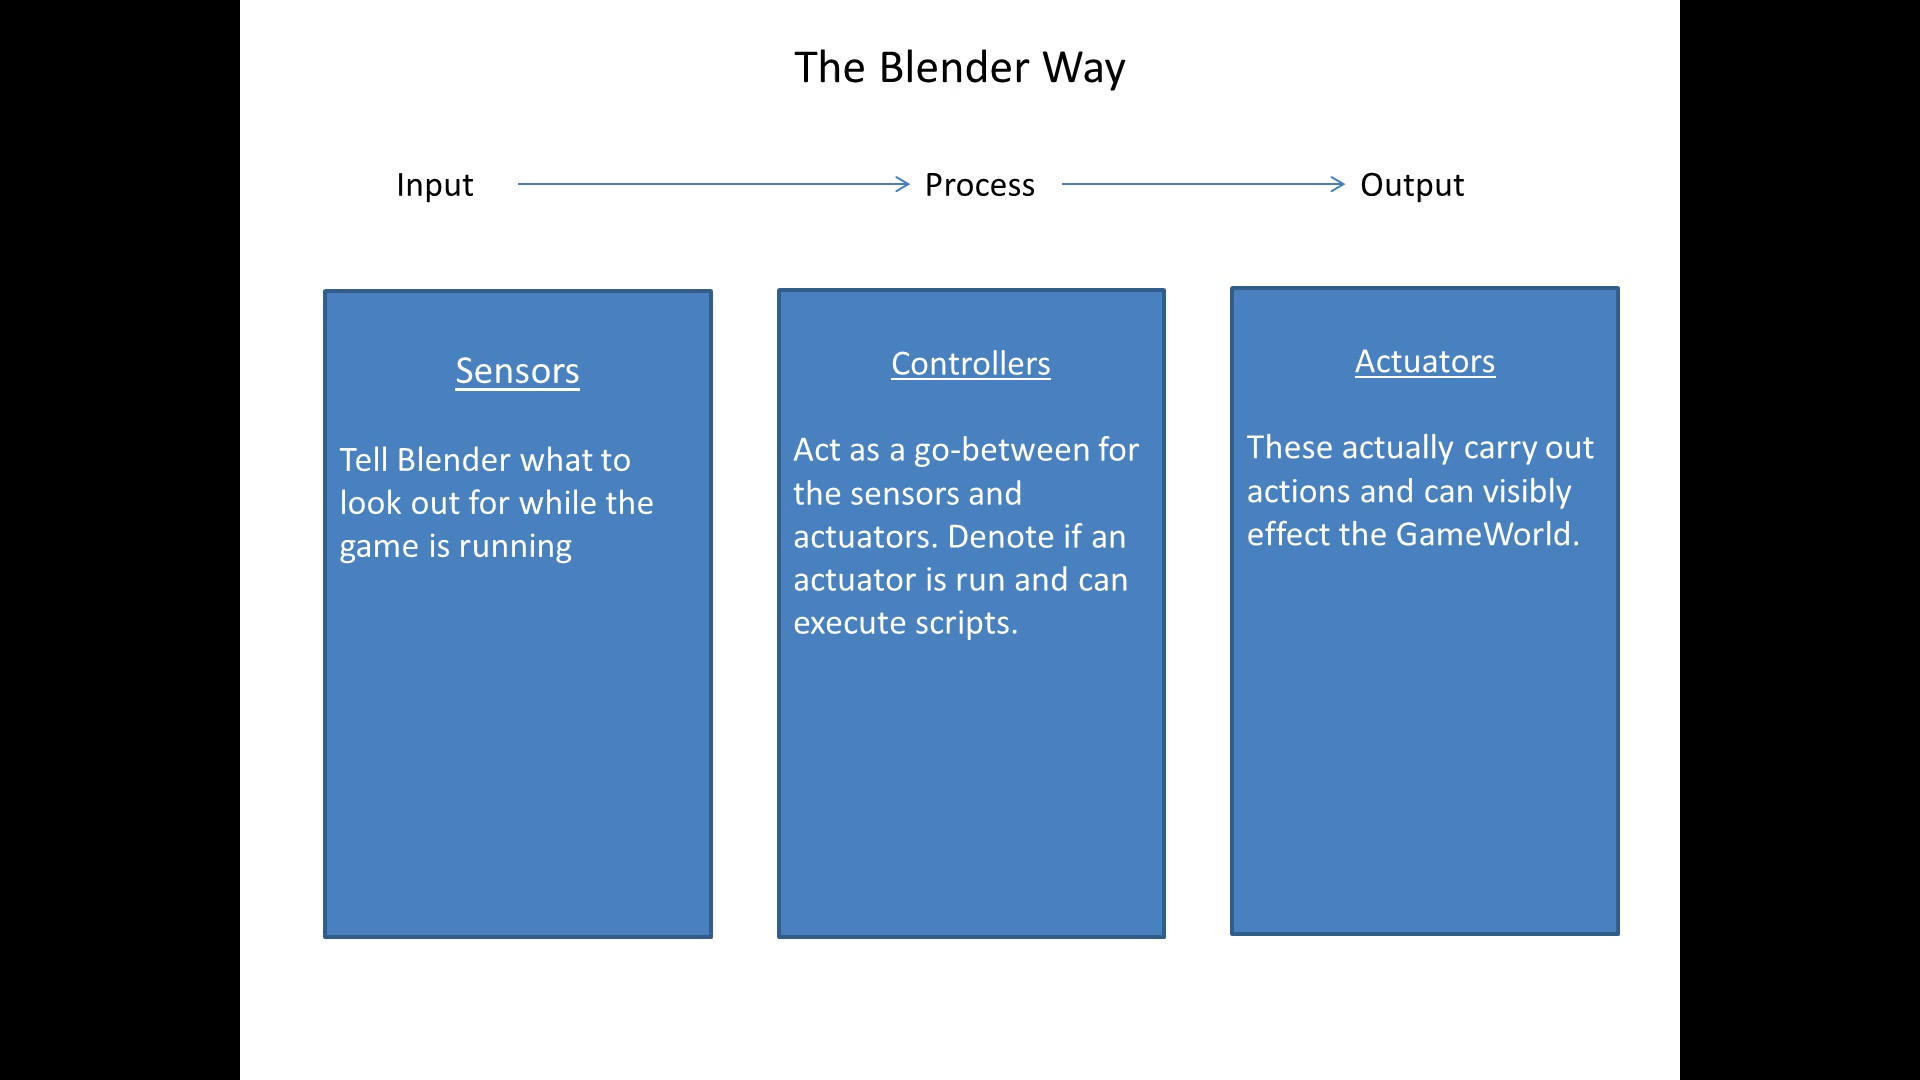 The Blender Way
Input
Process
Output
Sensors
Tell Blender what to
look out for while the
game is running
Controllers
Act as a go-between for
the sensors and
actuators. Denote if an
actuator is run and can
execute scripts.
Actuators
These actually carry out
actions and can visibly
effect the GameWorld.